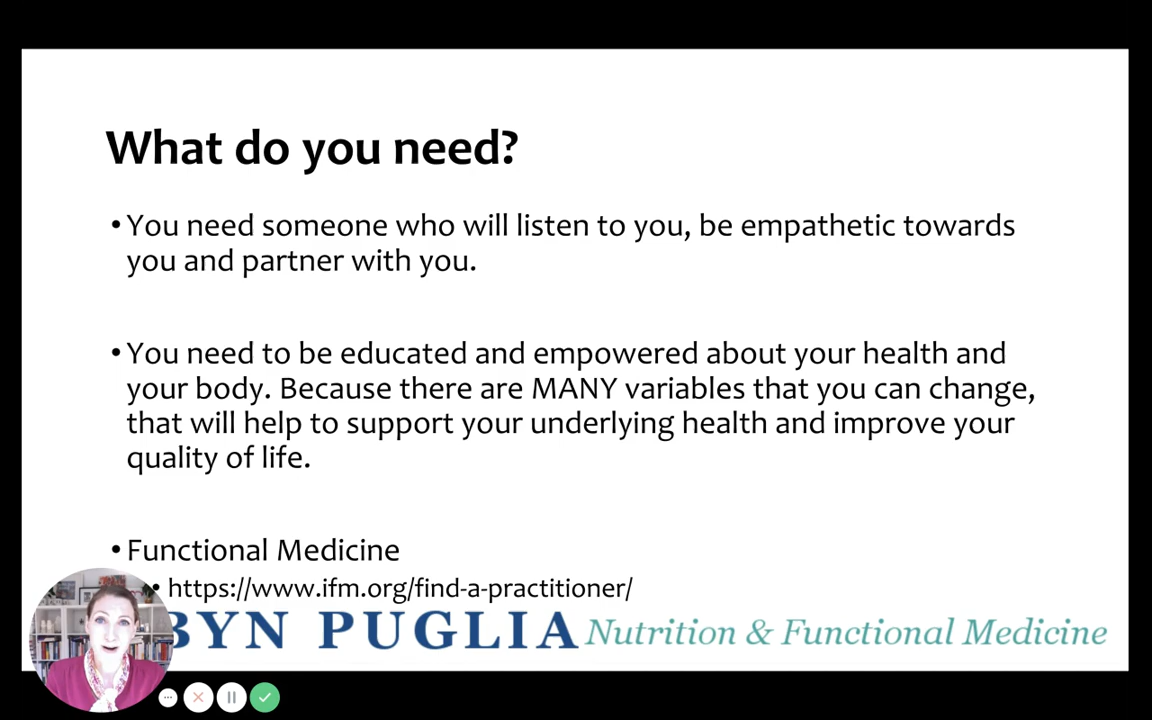 What do you need?
• You need someone who will listen to you, be empathetic towards
you and partner with you.
• You need to be educated and empowered about your health and
your body. Because there are MANY variables that you can change,
that will help to support your underlying health and improve your
quality of life.
• Functional Medicine
• https://www.ifm.org/find-a-practitioner/
BYN PUGLIA Nutrition & Functional Medicine